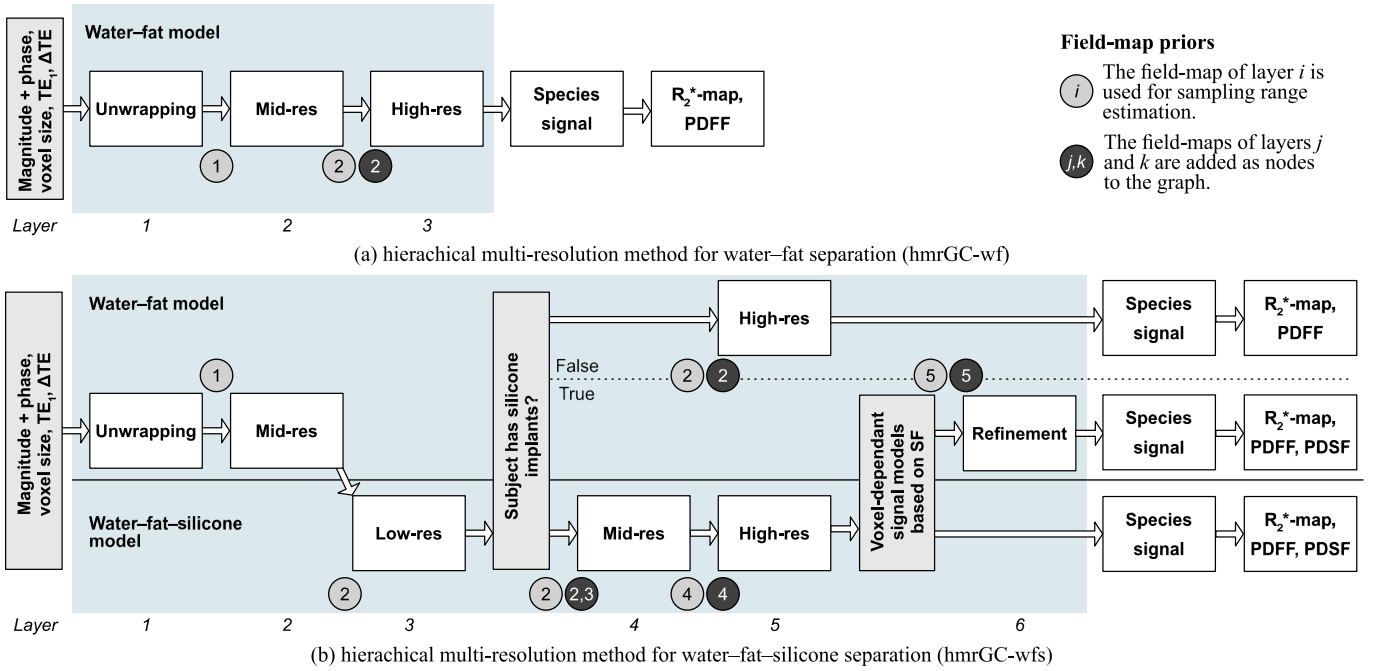 Magnitude + phase,
voxel size, TE₁, ΔTE
Water–fat model
Unwrapping
Mid-res
High-res
Species
signal
R₂*-map,
PDFF
1
2
2
Field-map priors
i
The field-map of layer i is
used for sampling range
estimation.
j,k
The field-maps of layers j
and k are added as nodes
to the graph.
Layer
1
2
3
(a) hierachical multi-resolution method for water–fat separation (hmrGC-wf)
Magnitude + phase,
voxel size, TE₁, ΔTE
Water–fat model
1
Unwrapping
Mid-res
Subject has silicone
implants?
High-res
Species
signal
R₂*-map,
PDFF
2
2
False
True
5
5
Voxel-dependant
signal models
based on SF
Refinement
Species
signal
R₂*-map,
PDFF, PDSF
Water–fat–silicone
model
Low-res
Mid-res
High-res
Species
signal
R₂*-map,
PDFF, PDSF
2
2
2,3
4
4
Layer
1
2
3
4
5
6
(b) hierachical multi-resolution method for water–fat–silicone separation (hmrGC-wfs)